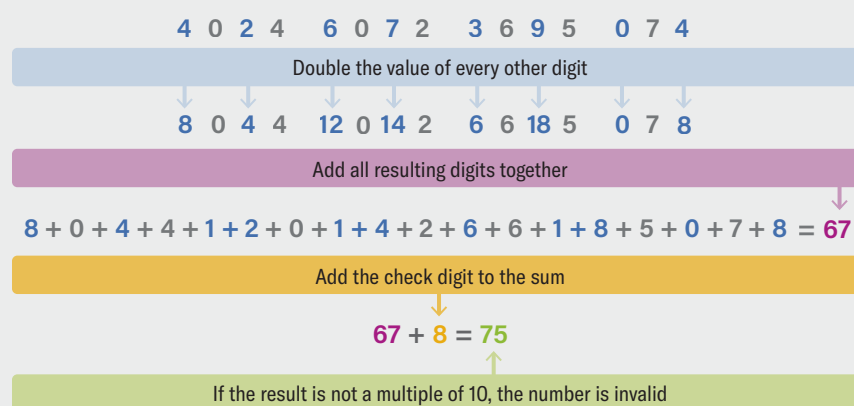 4 0 2 4 6 0 7 2 3 6 9 5 0 7 4
Double the value of every other digit
8 0 4 4 12 0 14 2 6 6 18 5 0 7 8
Add all resulting digits together
8 + 0 + 4 + 4 + 1 + 2 + 0 + 1 + 4 + 2 + 6 + 6 + 1 + 8 + 5 + 0 + 7 + 8 = 67
Add the check digit to the sum
67 + 8 = 75
If the result is not a multiple of 10, the number is invalid